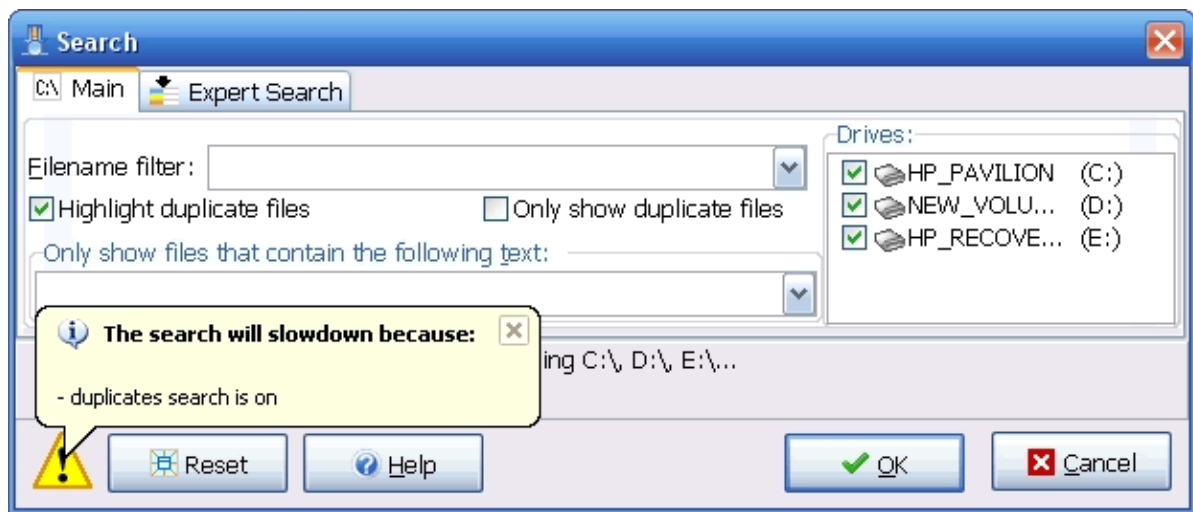 Search
C:\ Main Expert Search
Filename filter:
Highlight duplicate files Only show duplicate files
Only show files that contain the following text:
Drives:
HP_PAVILION (C:)
NEW_VOLU... (D:)
HP_RECOVE... (E:)
The search will slowdown because:
- duplicates search is on
ing C:\, D:\, E:\...
Reset Help OK Cancel